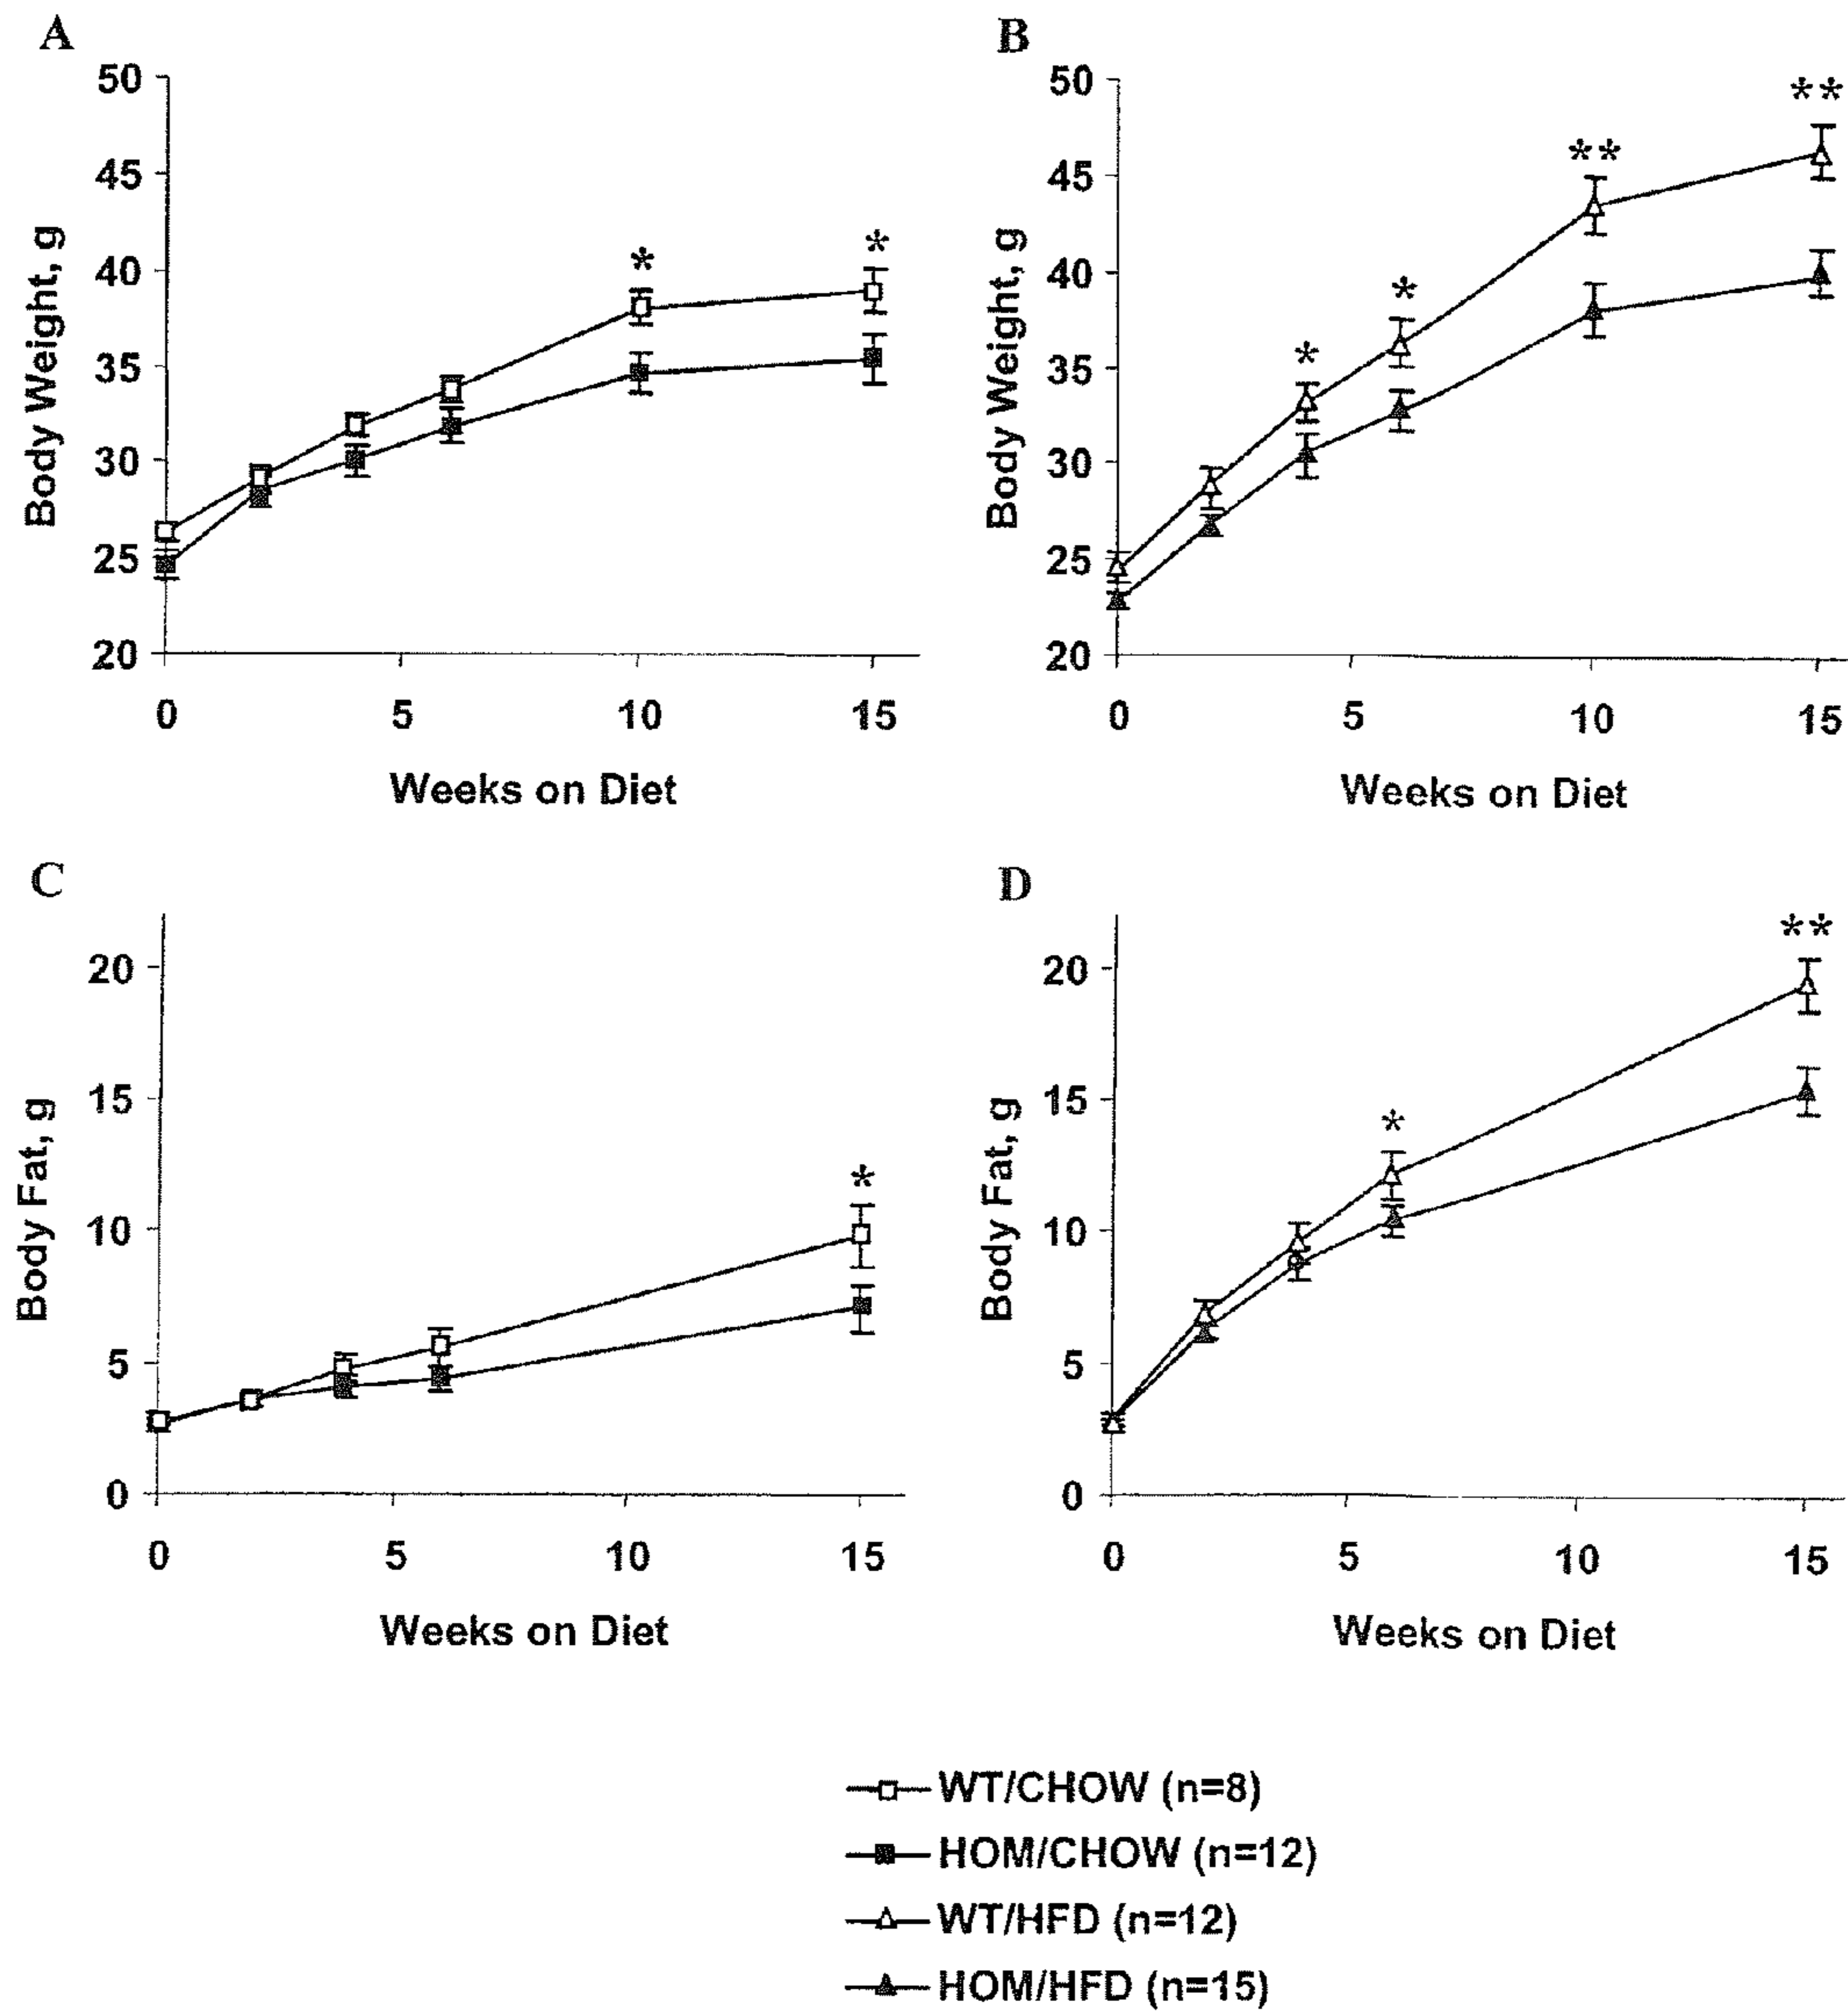 A
50
45
40
35
30
25
20
Body Weight, g
* *
0 5 10 15
Weeks on Diet
B
50
45
40
35
30
25
20
Body Weight, g
* * ** **
0 5 10 15
Weeks on Diet
C
20
15
10
5
0
Body Fat, g
*
0 5 10 15
Weeks on Diet
D
20
15
10
5
0
Body Fat, g
* **
0 5 10 15
Weeks on Diet
WT/CHOW (n=8)
HOM/CHOW (n=12)
WT/HFD (n=12)
HOM/HFD (n=15)